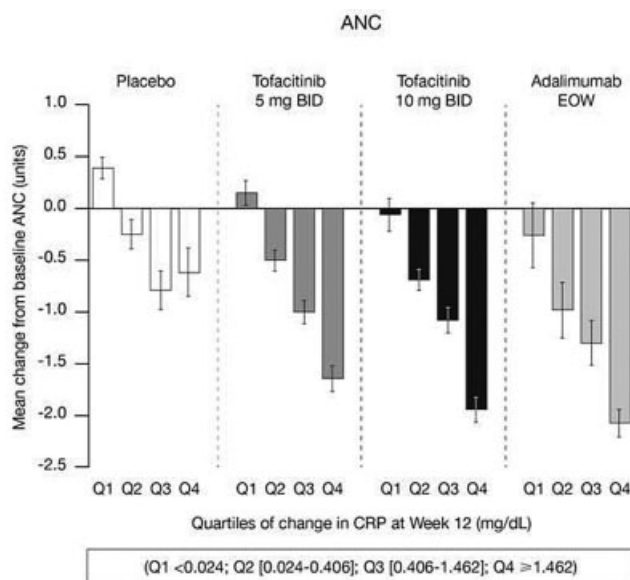 ANC
Placebo
Tofacitinib
5 mg BID
Tofacitinib
10 mg BID
Adalimumab
EOW
Mean change from baseline ANC (units)
1.0
0.5
0.0
-0.5
-1.0
-1.5
-2.0
-2.5
Q1 Q2 Q3 Q4 Q1 Q2 Q3 Q4 Q1 Q2 Q3 Q4 Q1 Q2 Q3 Q4
Quartiles of change in CRP at Week 12 (mg/dL)
(Q1 <0.024; Q2 [0.024-0.406]; Q3 [0.406-1.462]; Q4 ⩾1.462)